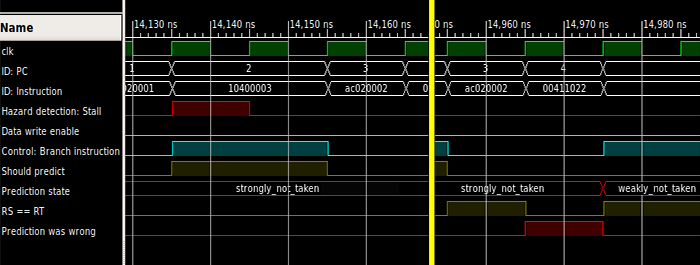 14,130 ns 14,140 ns 14,150 ns 14,160 ns 0 ns 14,960 ns 14,970 ns 14,980 ns
Name
clk
ID: PC 1 2 3 3 4
ID: Instruction 020001 10400003 ac020002 0 ac020002 00411022
Hazard detection: Stall
Data write enable
Control: Branch instruction
Should predict
Prediction state strongly_not_taken strongly_not_taken weakly_not_taken
RS == RT
Prediction was wrong